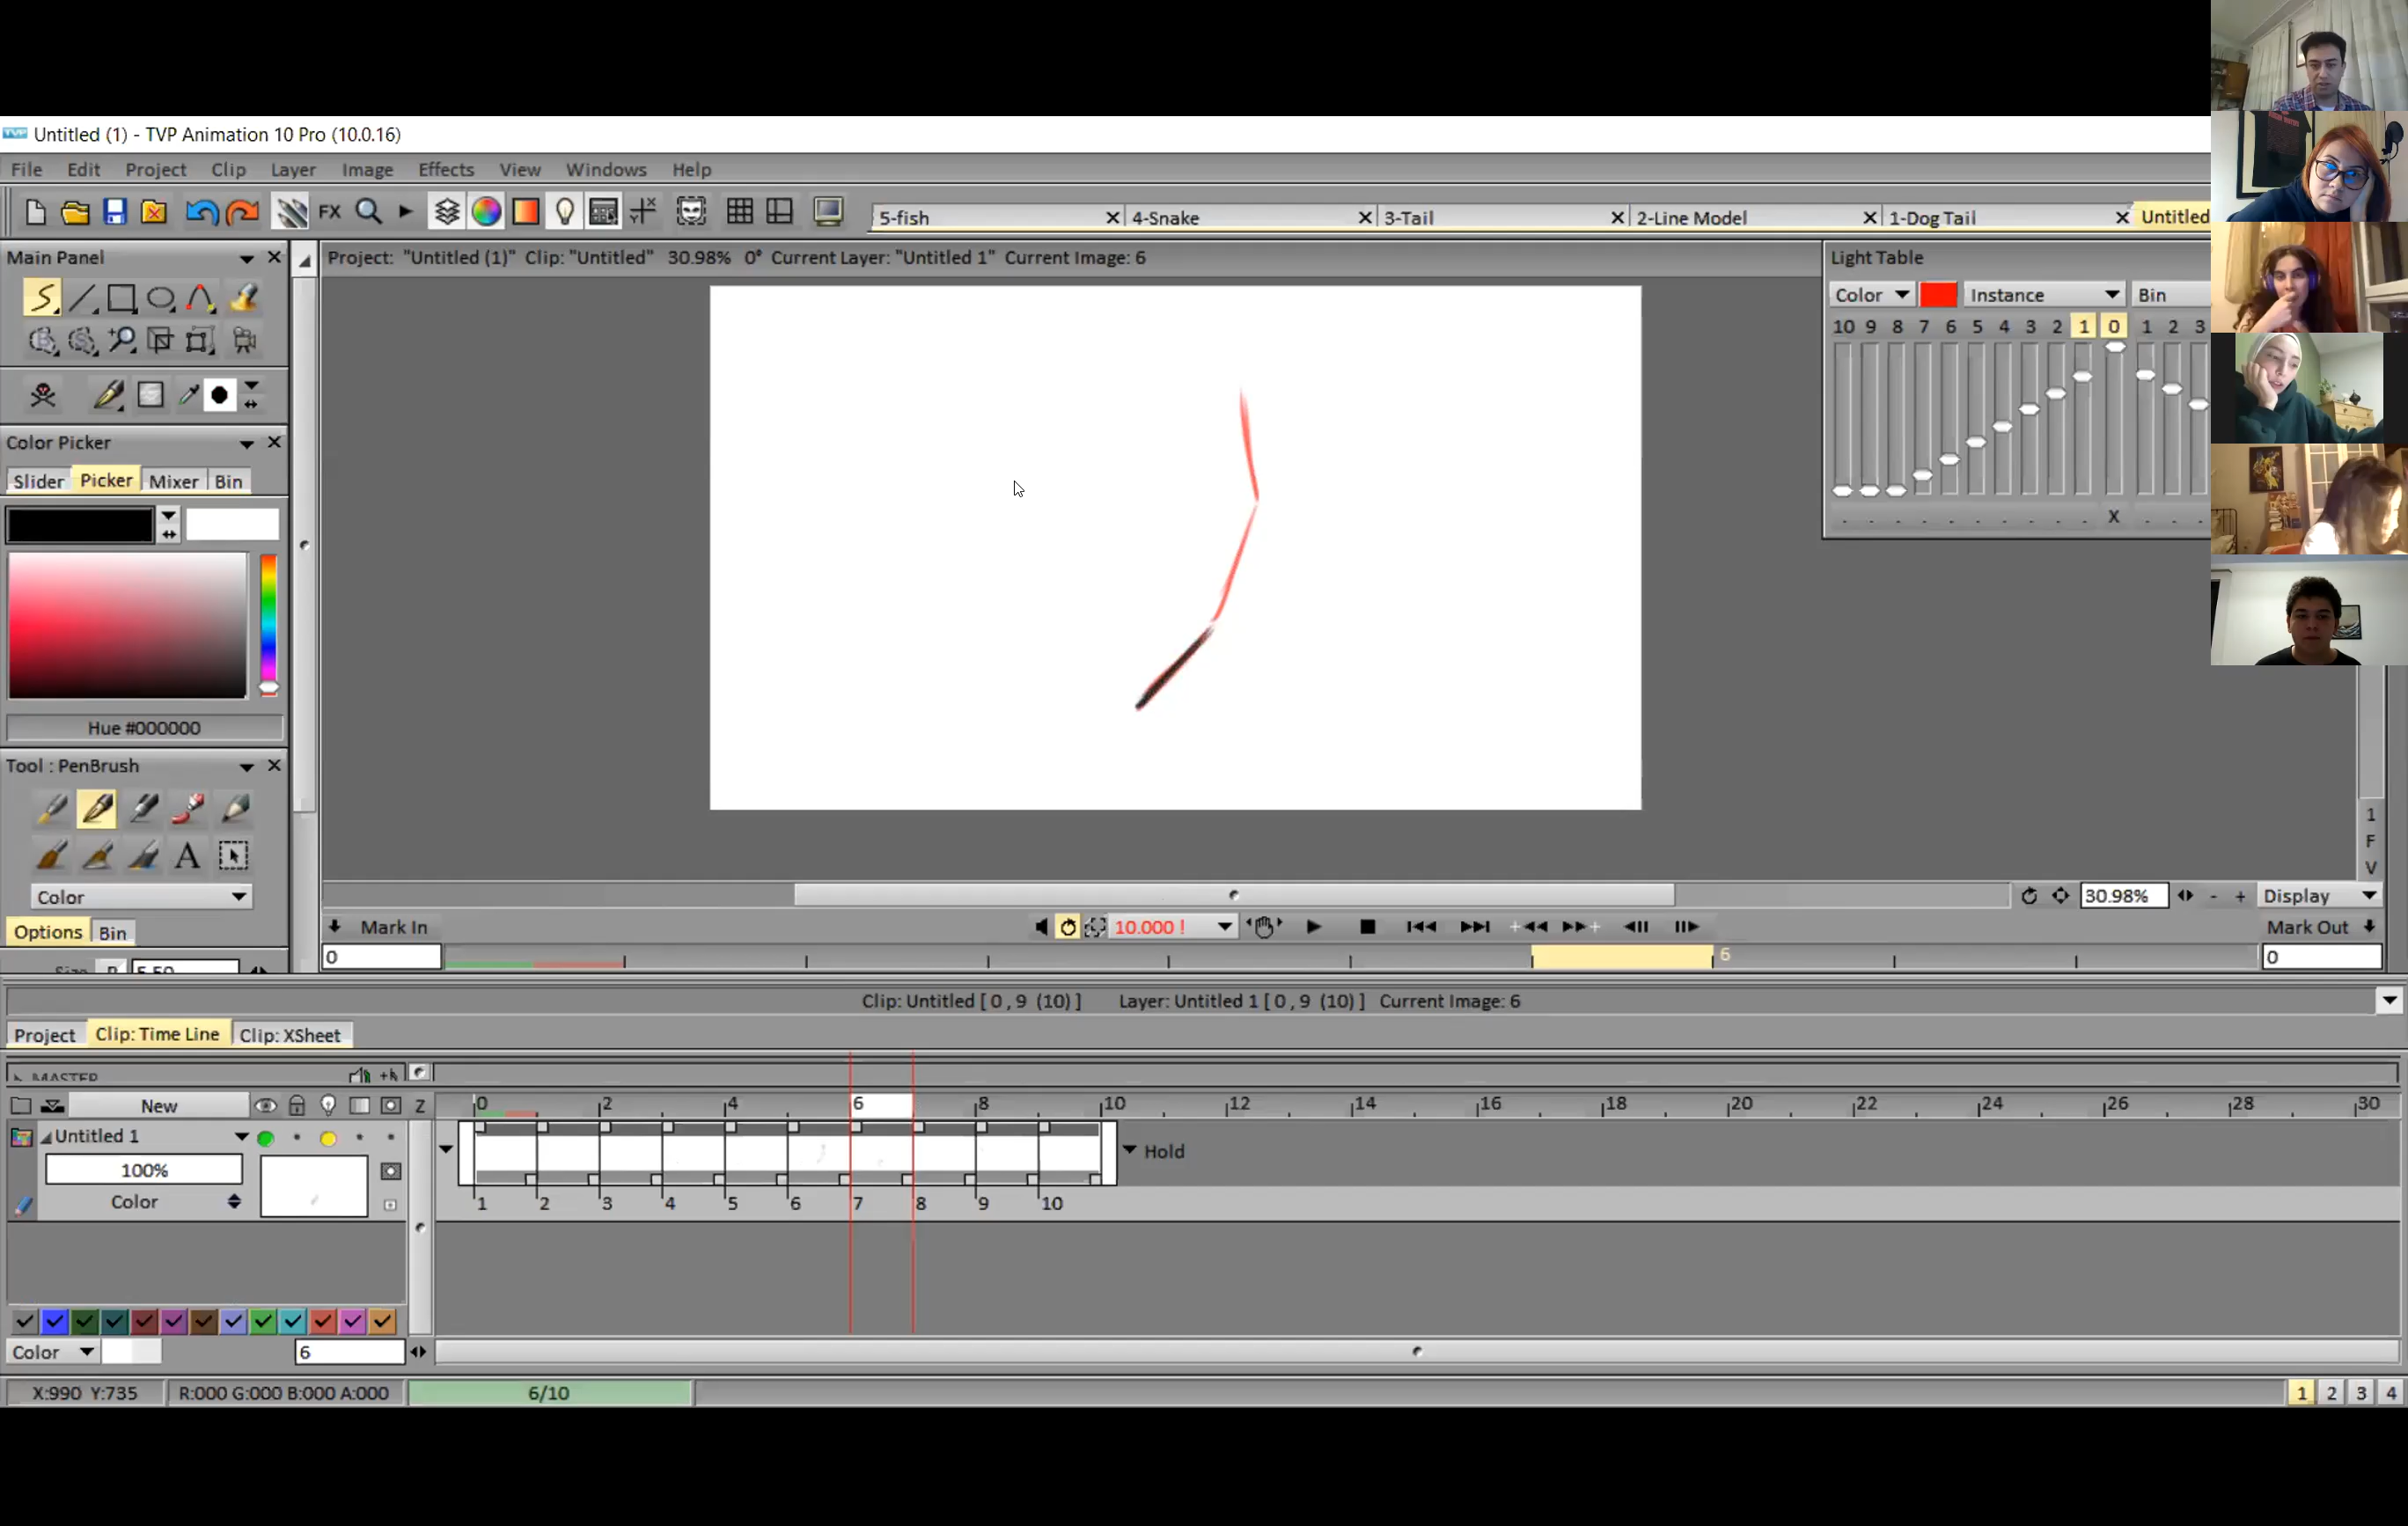 Untitled (1) - TVP Animation 10 Pro (10.0.16)
File Edit Project Clip Layer Image Effects View Windows Help
FX
5-fish 4-Snake 3-Tail 2-Line Model 1-Dog Tail Untitled
Main Panel
Project: "Untitled (1)" Clip: "Untitled" 30.98% 0° Current Layer: "Untitled 1" Current Image: 6
Light Table
Color Instance Bin
10 9 8 7 6 5 4 3 2 1 0 1 2 3
X
Color Picker
Slider Picker Mixer Bin
Hue #000000
Tool : PenBrush
A
Color
Options Bin
Size P 5.50
1
F
V
30.98% - + Display
Mark In 10.000 ! Mark Out
0 6 0
Clip: Untitled [ 0 , 9 (10) ] Layer: Untitled 1 [ 0 , 9 (10) ] Current Image: 6
Project Clip: Time Line Clip: XSheet
MASTER
New Z 0 2 4 6 8 10 12 14 16 18 20 22 24 26 28 30
Untitled 1
100% Hold
Color 1 2 3 4 5 6 7 8 9 10
Color 6
X:990 Y:735 R:000 G:000 B:000 A:000 6/10 1 2 3 4